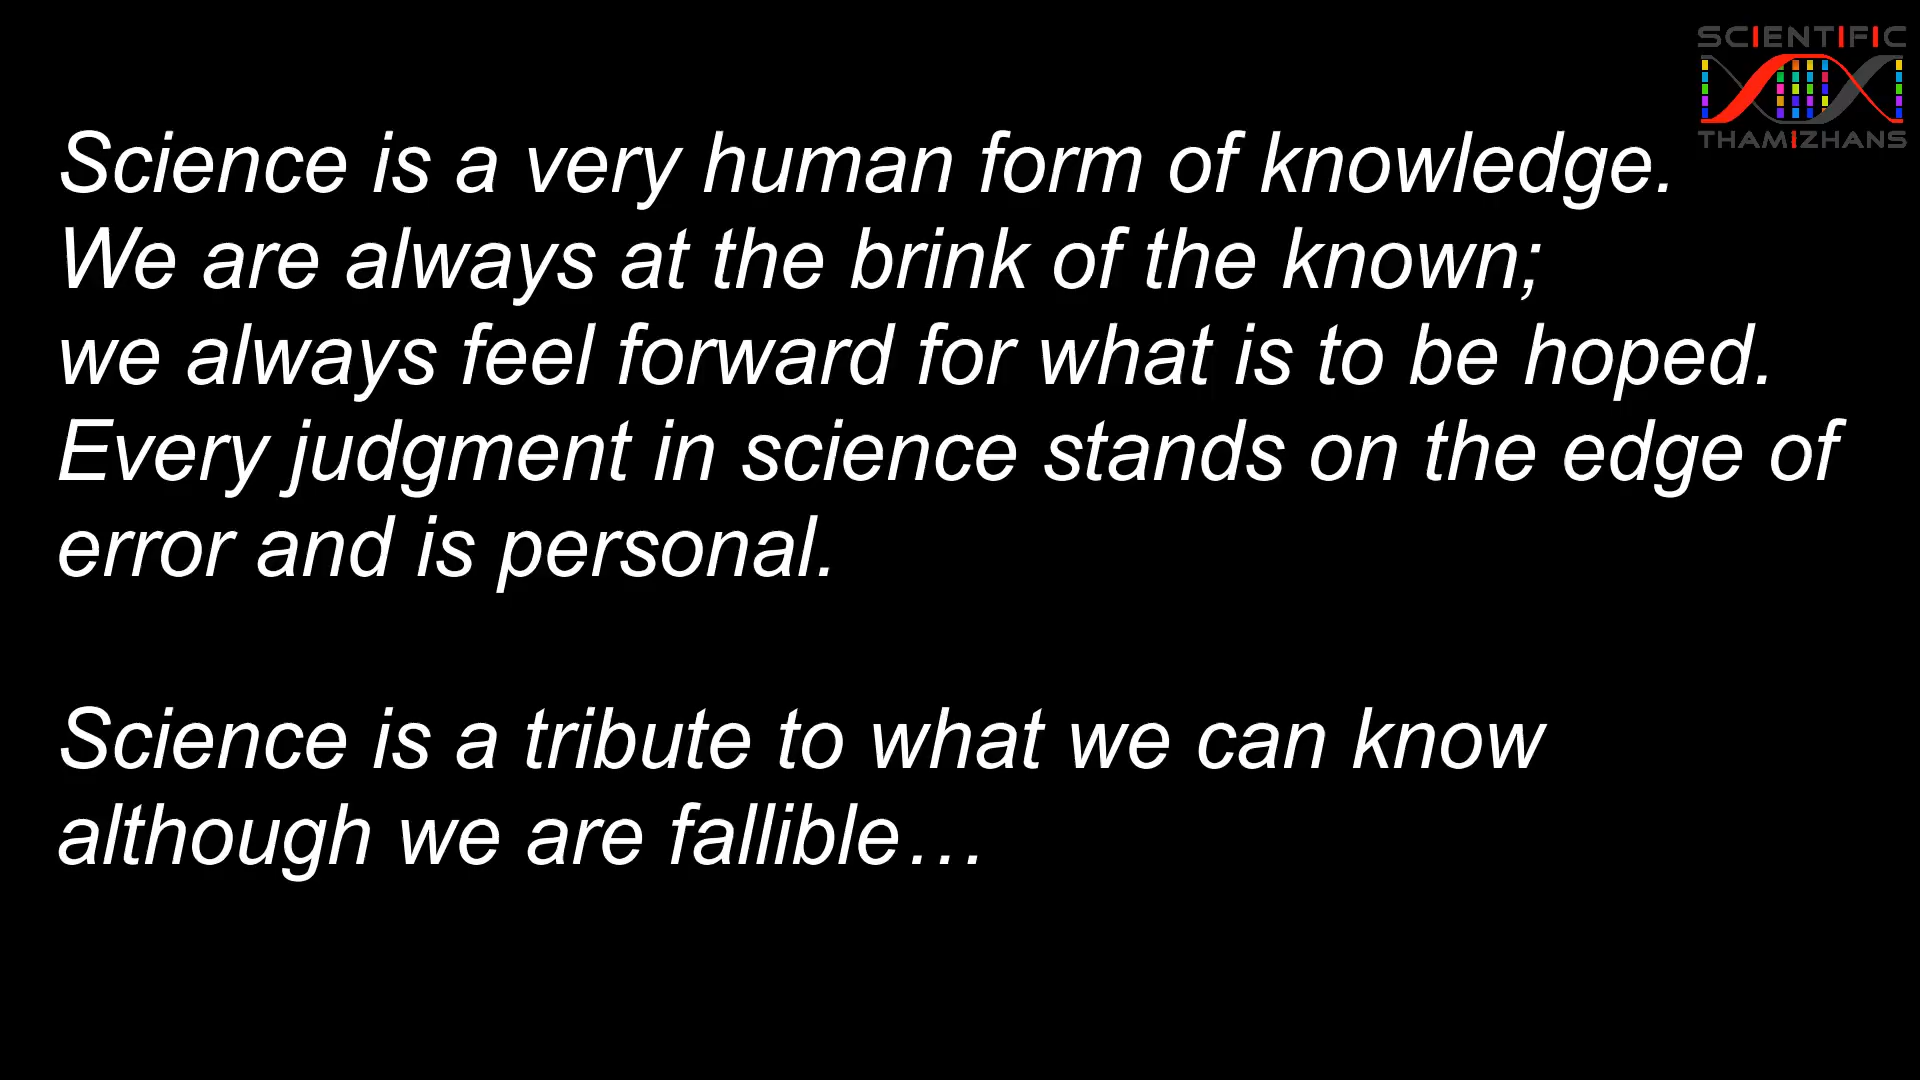 SCIENTIFIC
THAMIZHANS
Science is a very human form of knowledge.
We are always at the brink of the known;
we always feel forward for what is to be hoped.
Every judgment in science stands on the edge of
error and is personal.
Science is a tribute to what we can know
although we are fallible…